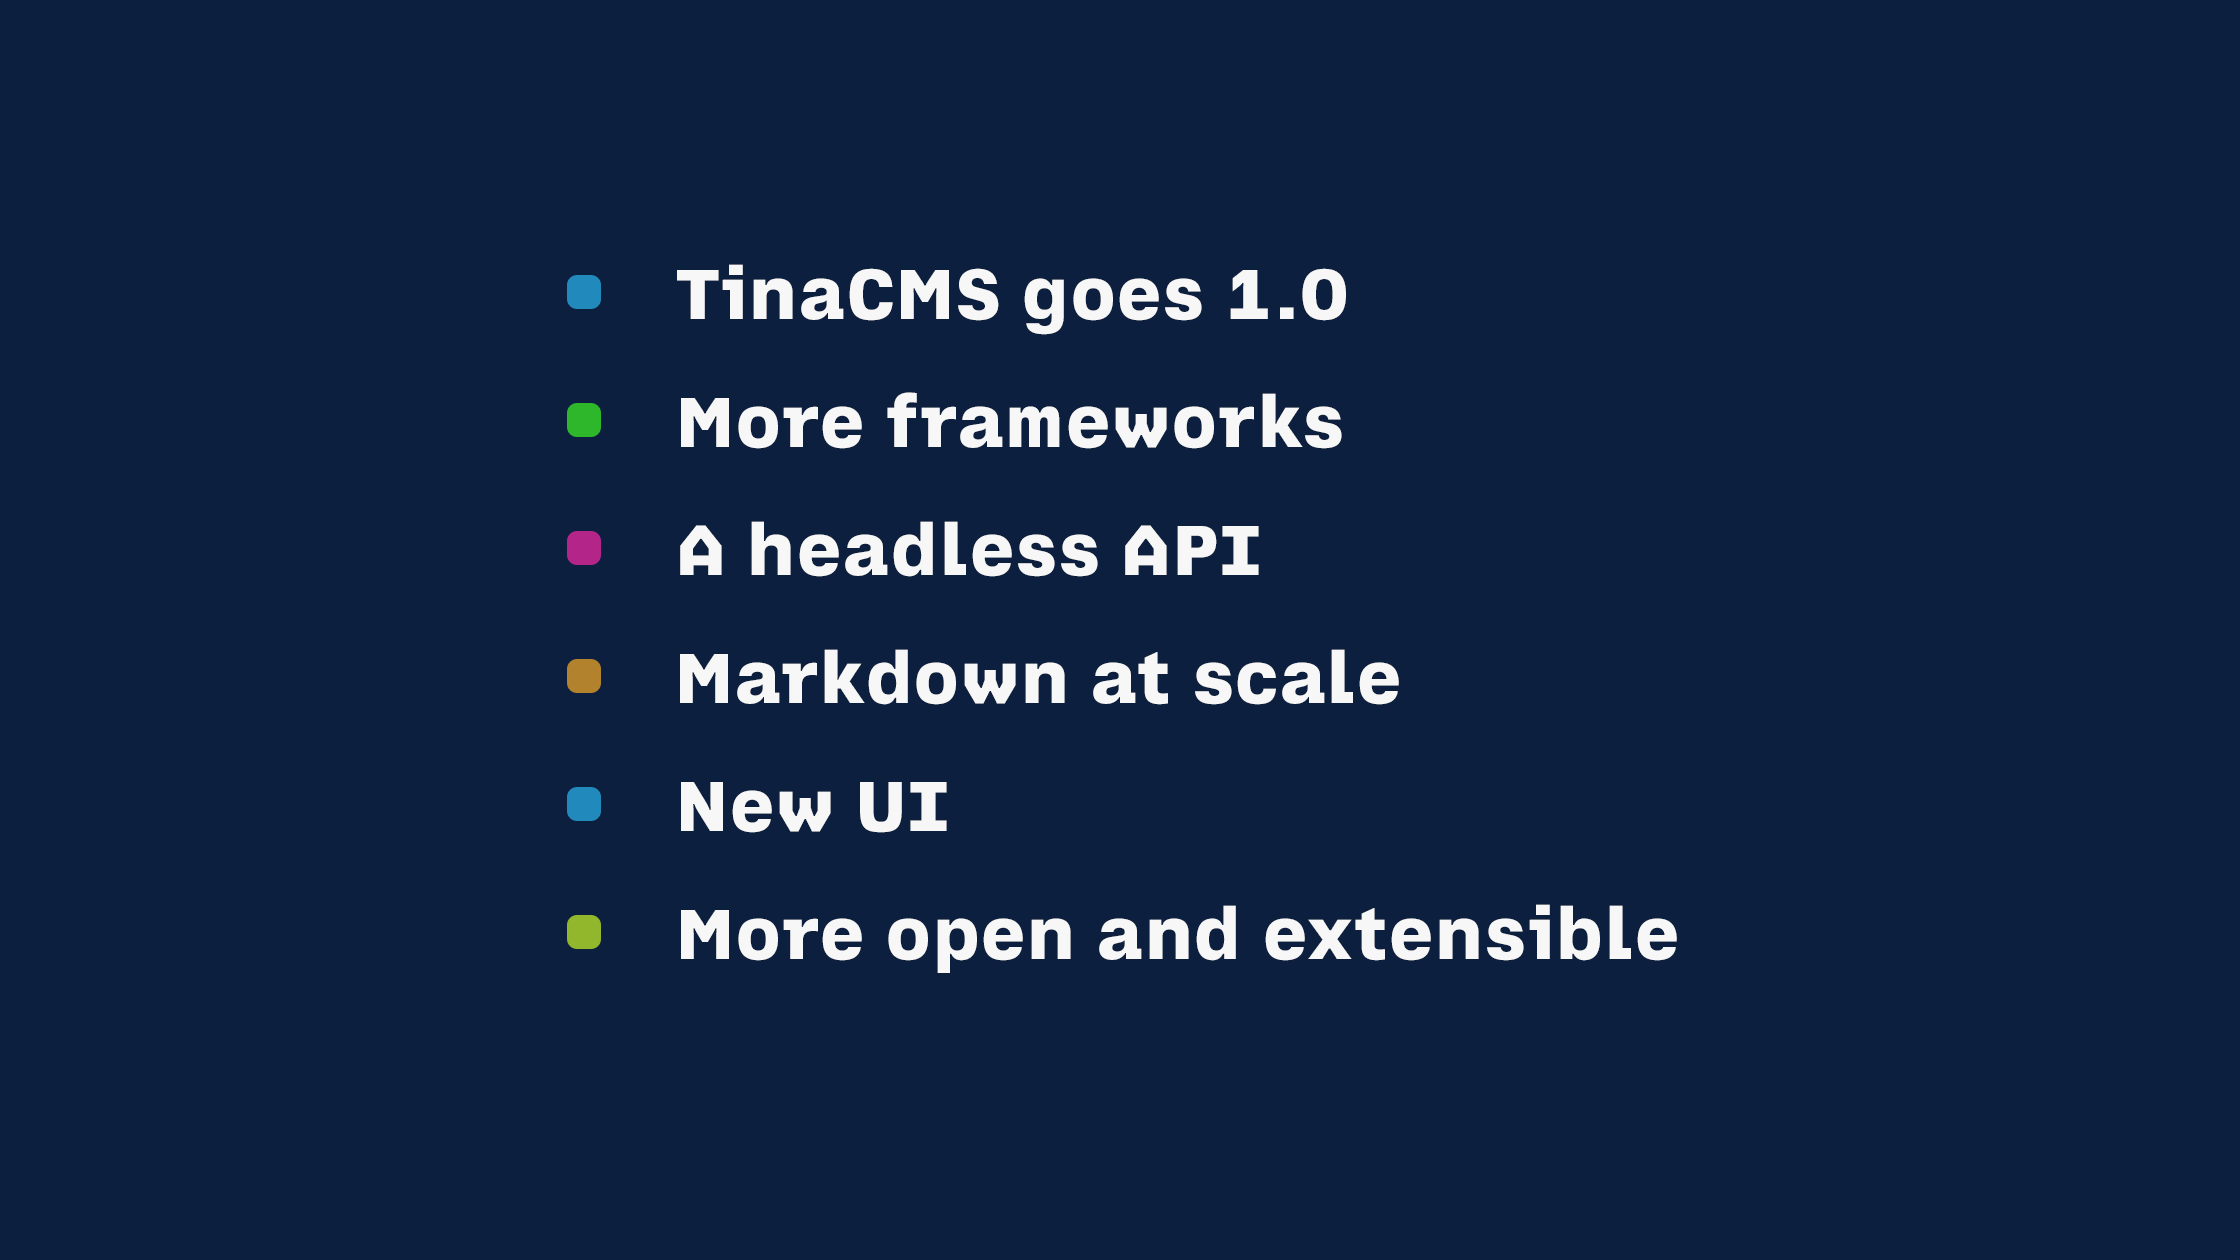 TinaCMS goes 1.0
More frameworks
A headless API
Markdown at scale
New UI
More open and extensible